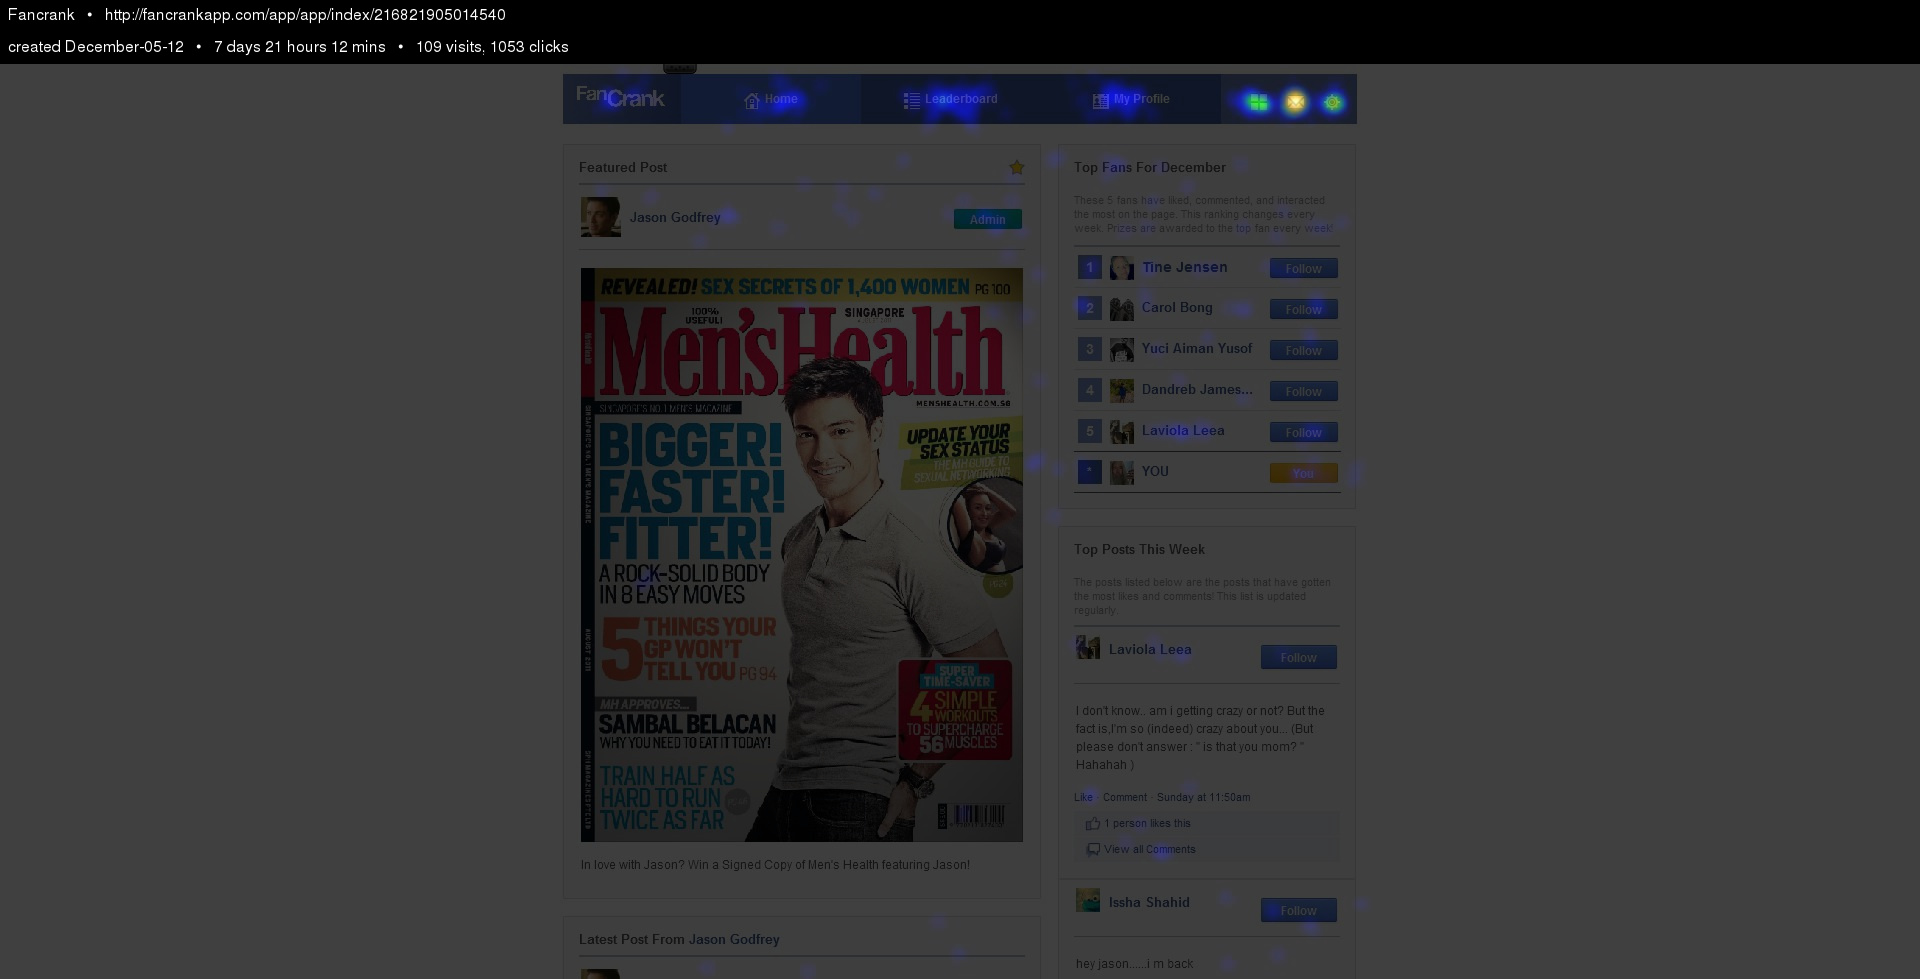 Fancrank • http://fancrankapp.com/app/app/index/216821905014540
created December-05-12 • 7 days 21 hours 12 mins • 109 visits, 1053 clicks
FanCrank
Home
Leaderboard
My Profile
Featured Post
Jason Godfrey
Admin
REVEALED! SEX SECRETS OF 1,400 WOMEN PG 100
100% USEFUL!
SINGAPORE
Men'sHealth
MENSHEALTH.COM.SG
SINGAPORE'S NO.1 MEN'S MAGAZINE
BIGGER!
FASTER!
FITTER!
A ROCK-SOLID BODY
IN 8 EASY MOVES
UPDATE YOUR
SEX STATUS
THE MH GUIDE TO
SEXUAL NETWORKING
5 THINGS YOUR
GP WON'T
TELL YOU PG 94
MH APPROVES...
SAMBAL BELACAN
WHY YOU NEED TO EAT IT TODAY!
TRAIN HALF AS
HARD TO RUN
TWICE AS FAR
SUPER
TIME-SAVER
4 SIMPLE
WORKOUTS
TO SUPERCHARGE
56 MUSCLES
In love with Jason? Win a Signed Copy of Men's Health featuring Jason!
Latest Post From Jason Godfrey
Top Fans For December
These 5 fans have liked, commented, and interacted
the most on the page. This ranking changes every
week. Prizes are awarded to the top fan every week!
1 Tine Jensen Follow
2 Carol Bong Follow
3 Yuci Aiman Yusof Follow
4 Dandreb James... Follow
5 Laviola Leea Follow
* YOU You
Top Posts This Week
The posts listed below are the posts that have gotten
the most likes and comments! This list is updated
regularly.
Laviola Leea Follow
I don't know.. am i getting crazy or not? But the
fact is,I'm so (indeed) crazy about you... (But
please don't answer : " is that you mom? "
Hahahah )
Like · Comment · Sunday at 11:50am
1 person likes this
View all Comments
Issha Shahid Follow
hey jason......i m back